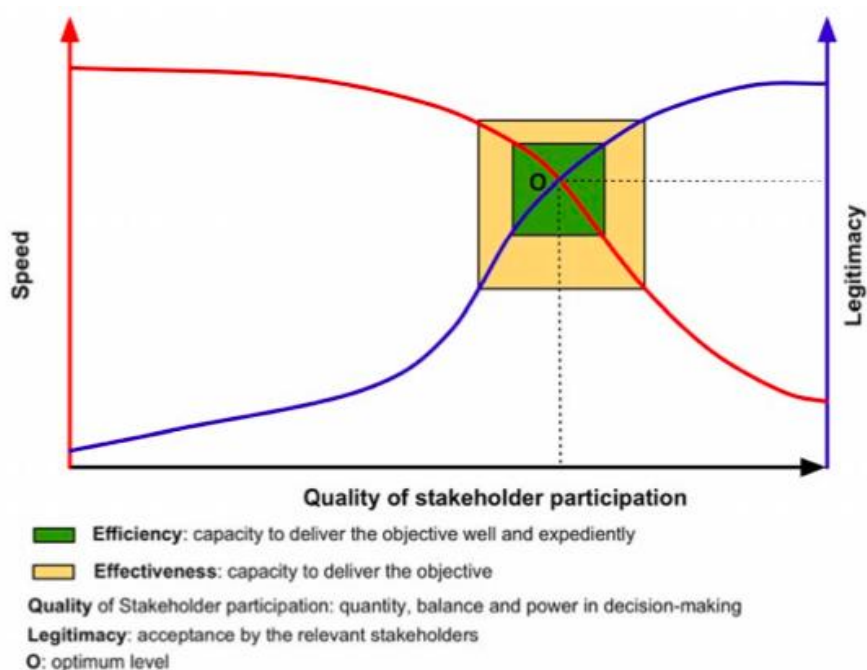 Speed
Legitimacy
O
Quality of stakeholder participation
Efficiency: capacity to deliver the objective well and expediently
Effectiveness: capacity to deliver the objective
Quality of Stakeholder participation: quantity, balance and power in decision-making
Legitimacy: acceptance by the relevant stakeholders
O: optimum level